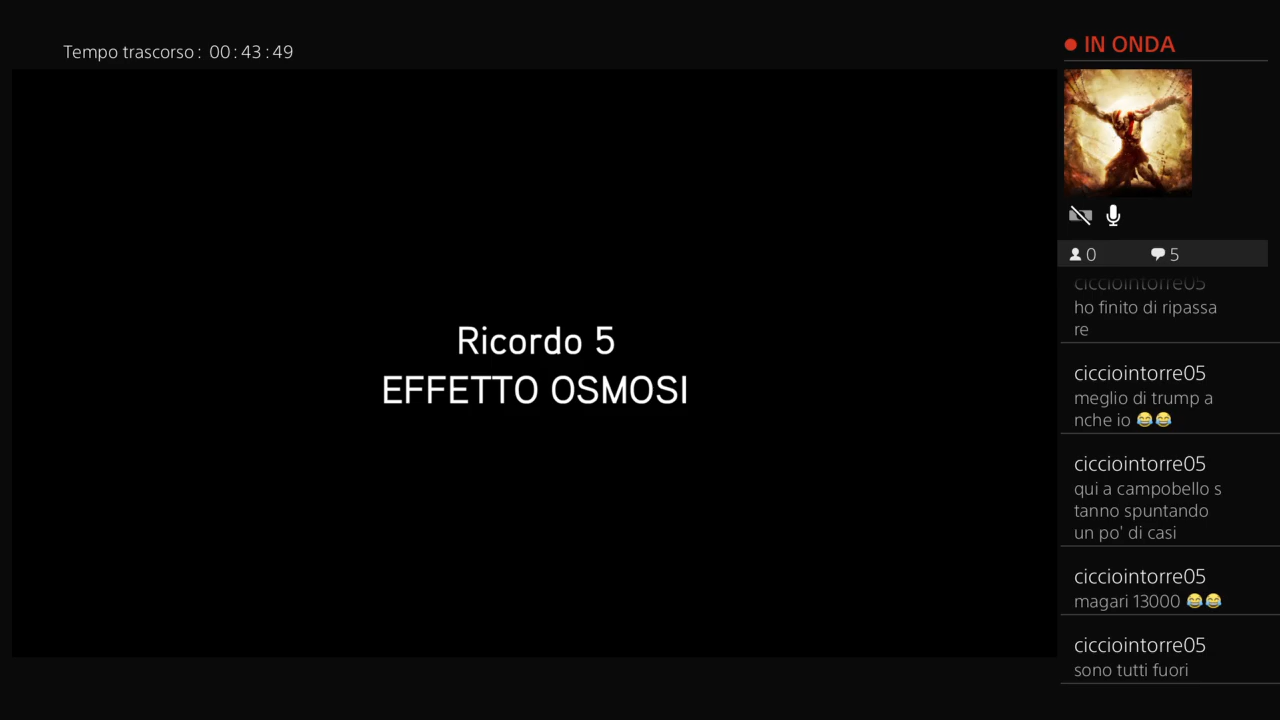 Tempo trascorso: 00:43:49
IN ONDA
0 5
Ricordo 5
EFFETTO OSMOSI
cicciointorre05
ho finito di ripassa
re
cicciointorre05
meglio di trump a
nche io 😂😂
cicciointorre05
qui a campobello s
tanno spuntando
un po' di casi
cicciointorre05
magari 13000 😂😂
cicciointorre05
sono tutti fuori